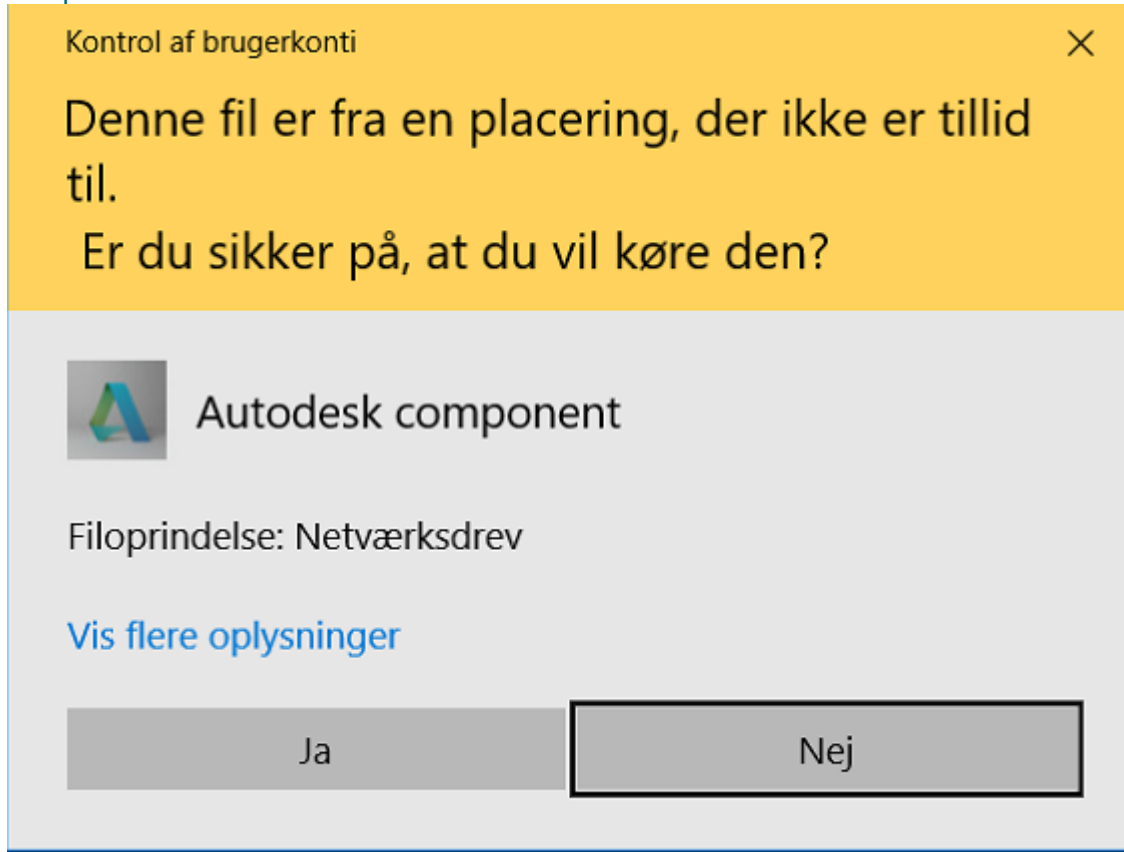 Kontrol af brugerkonti
Denne fil er fra en placering, der ikke er tillid
til.
Er du sikker på, at du vil køre den?
Autodesk component
Filoprindelse: Netværksdrev
Vis flere oplysninger
Ja
Nej